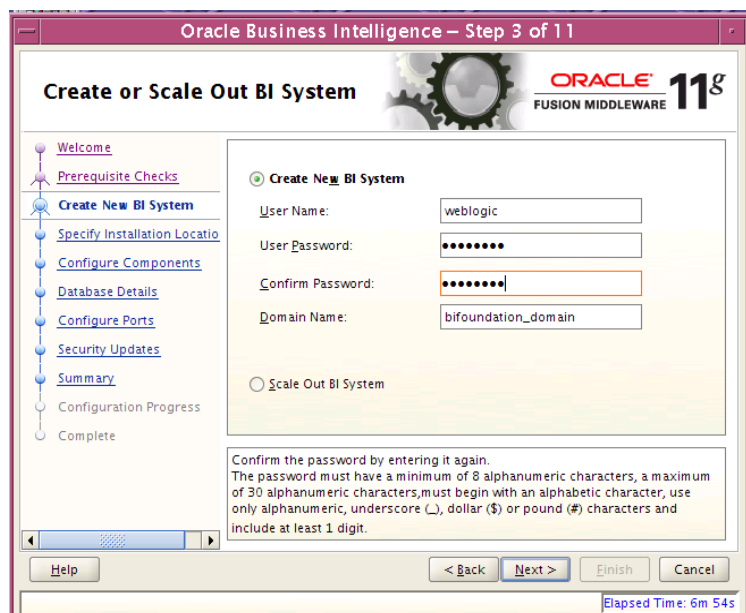 Oracle Business Intelligence – Step 3 of 11
Create or Scale Out BI System
ORACLE
FUSION MIDDLEWARE
11g
Welcome
Prerequisite Checks
Create New BI System
Specify Installation Locatio
Configure Components
Database Details
Configure Ports
Security Updates
Summary
Configuration Progress
Complete
Create New BI System
User Name:
weblogic
User Password:
●●●●●●●●
Confirm Password:
●●●●●●●●
Domain Name:
bifoundation_domain
Scale Out BI System
Confirm the password by entering it again.
The password must have a minimum of 8 alphanumeric characters, a maximum
of 30 alphanumeric characters,must begin with an alphabetic character, use
only alphanumeric, underscore (_), dollar ($) or pound (#) characters and
include at least 1 digit.
Help
< Back
Next >
Finish
Cancel
Elapsed Time: 6m 54s